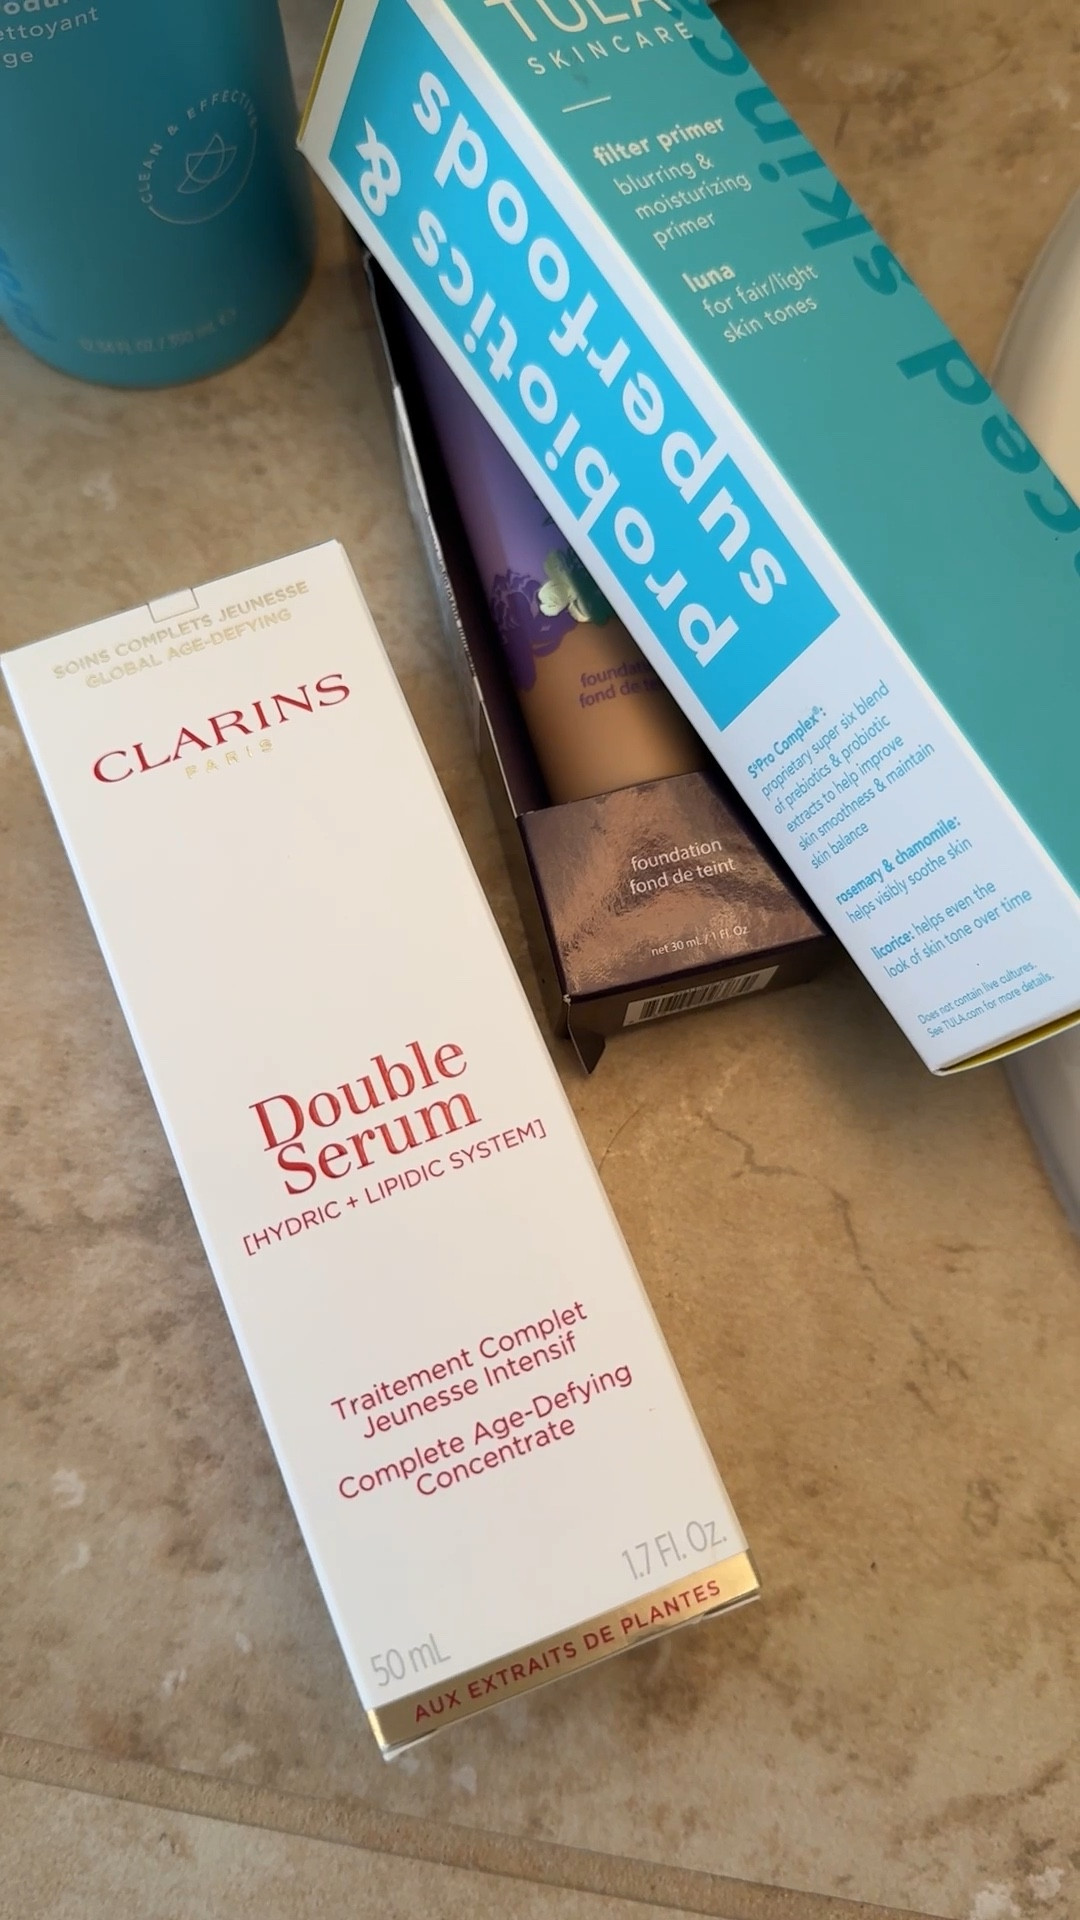 ettoyant
ge
CLEAN & EFFECTIVE
TULA
SKINCARE
filter primer
blurring &
moisturizing
primer
luna
for fair/light
skin tones
probiotics &
superfoods
S⁶Pro Complex®:
proprietary super six blend
of prebiotics & probiotic
extracts to help improve
skin smoothness & maintain
skin balance
rosemary & chamomile:
helps visibly soothe skin
licorice: helps even the
look of skin tone over time
Does not contain live cultures.
See TULA.com for more details.
foundat
fond de te
foundation
fond de teint
net 30 mL / 1 Fl. Oz
SOINS COMPLETS JEUNESSE
GLOBAL AGE-DEFYING
CLARINS
PARIS
Double
Serum
[HYDRIC + LIPIDIC SYSTEM]
Traitement Complet
Jeunesse Intensif
Complete Age-Defying
Concentrate
50 mL
1.7 Fl. Oz.
AUX EXTRAITS DE PLANTES